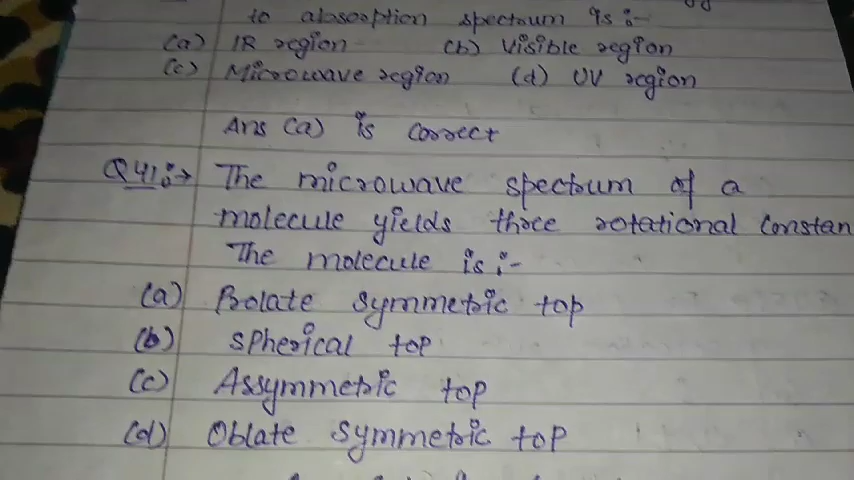 to absorption spectrum is :-
(a) IR region (b) Visible region
(c) Microwave region (d) UV region
Ans (a) is correct
Q41:→ The microwave spectrum of a
molecule yields three rotational constan
The molecule is :-
(a) Prolate symmetric top
(b) Spherical top
(c) Assymmetric top
(d) Oblate symmetric top